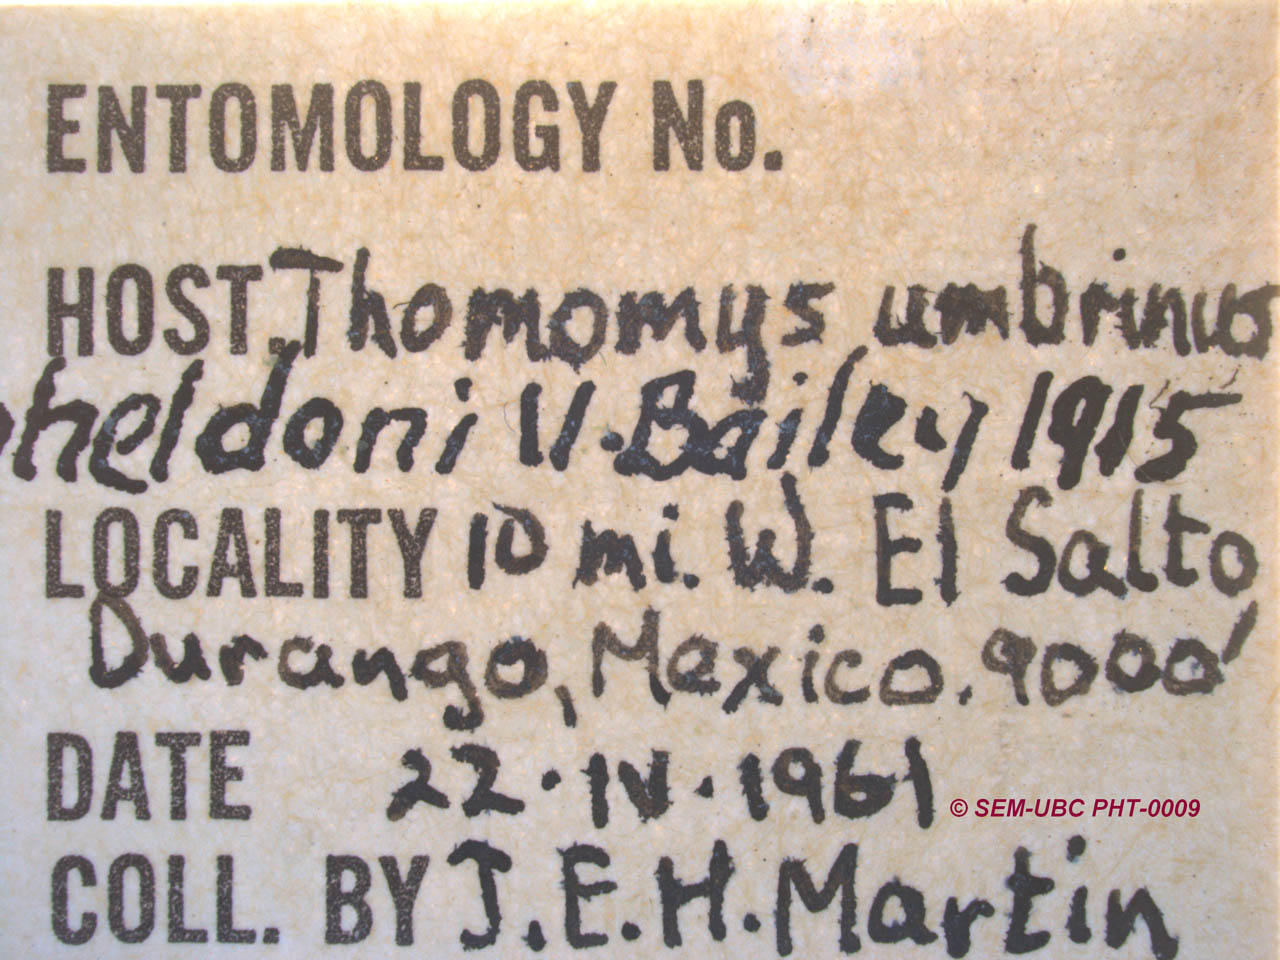 ENTOMOLOGY No.
HOST. Thomomys umbrinus
sheldoni V. Bailey 1915
LOCALITY 10 mi. W. El Salto
Durango, Mexico. 9000'
DATE 22·IV·1961
© SEM-UBC PHT-0009
COLL. BY J.E.H. Martin